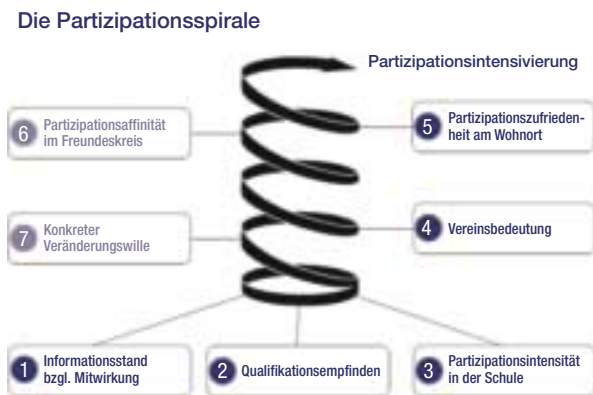 Die Partizipationsspirale
Partizipationsintensivierung
6 Partizipationsaffinität
im Freundeskreis
5 Partizipationszufrieden-
heit am Wohnort
7 Konkreter
Veränderungswille
4 Vereinsbedeutung
1 Informationsstand
bzgl. Mitwirkung
2 Qualifikationsempfinden
3 Partizipationsintensität
in der Schule